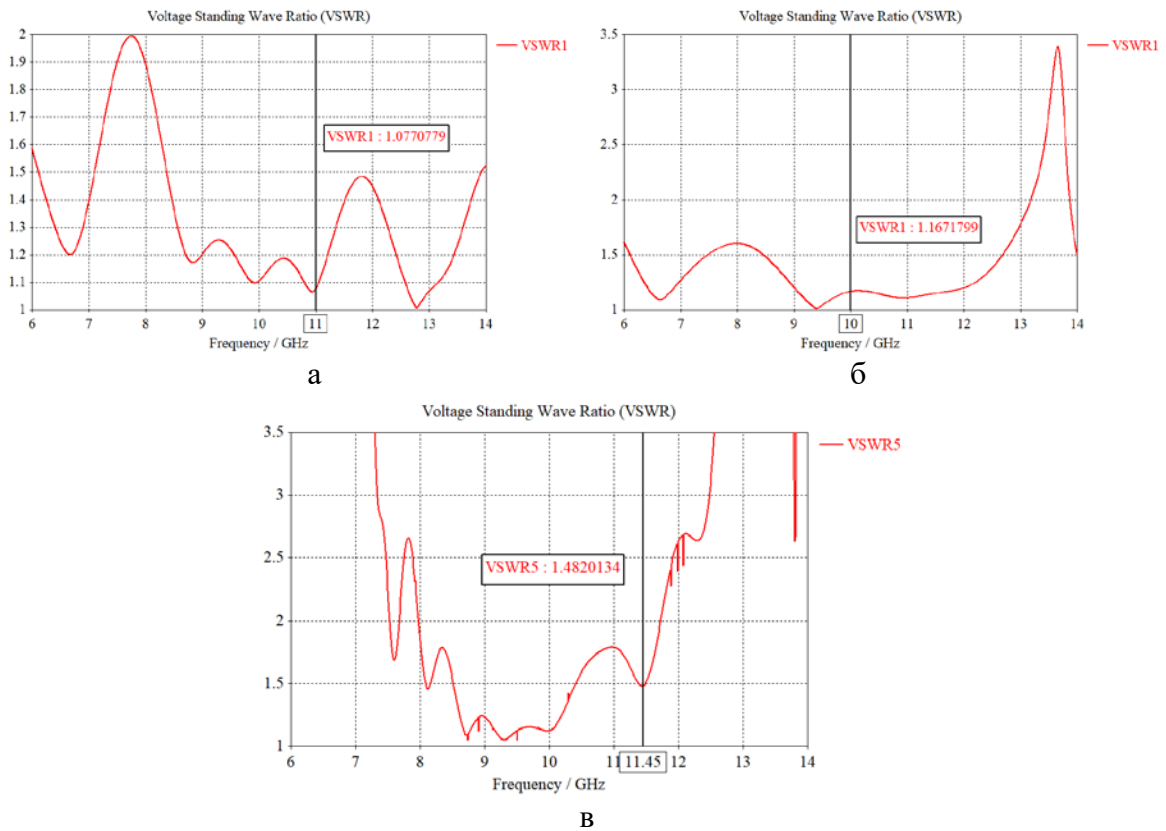 Voltage Standing Wave Ratio (VSWR)
2
1.9
1.8
1.7
1.6
1.5
1.4
1.3
1.2
1.1
1
VSWR1
VSWR1 : 1.0770779
6 7 8 9 10 11 12 13 14
Frequency / GHz
а
Voltage Standing Wave Ratio (VSWR)
3.5
3
2.5
2
1.5
1
VSWR1
VSWR1 : 1.1671799
6 7 8 9 10 11 12 13 14
Frequency / GHz
б
Voltage Standing Wave Ratio (VSWR)
3.5
3
2.5
2
1.5
1
VSWR5
VSWR5 : 1.4820134
6 7 8 9 10 11 11.45 12 13 14
Frequency / GHz
в